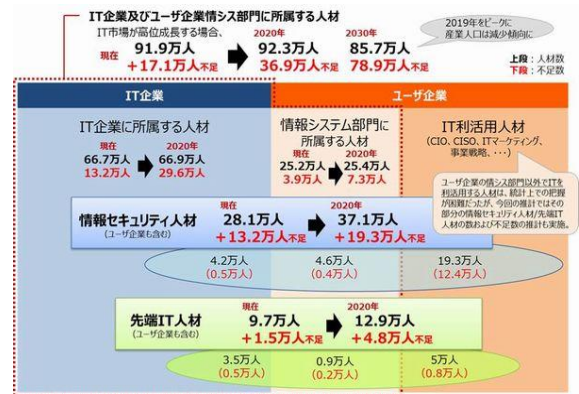 IT企業及びユーザ企業情シス部門に所属する人材
IT市場が高位成長する場合、
2020年
2030年
現在
91.9万人
92.3万人
85.7万人
+17.1万人不足
36.9万人不足
78.9万人不足
2019年をピークに
産業人口は減少傾向に
上段：人材数
下段：不足数
IT企業
ユーザ企業
IT企業に所属する人材
現在
2020年
66.7万人
66.9万人
13.2万人
29.6万人
情報システム部門に
所属する人材
現在
2020年
25.2万人
25.4万人
3.9万人
7.3万人
IT利活用人材
(CIO、CISO、ITマーケティング、
事業戦略、・・・)
ユーザ企業の情シス部門以外でITを
利活用する人材は、統計上での把握
が困難だったが、今回の推計ではその
部分の情報セキュリティ人材/先端IT
人材の数および不足数の推計も実施。
情報セキュリティ人材
(ユーザ企業も含む)
現在
2020年
28.1万人
37.1万人
+13.2万人不足
+19.3万人不足
4.2万人
4.6万人
19.3万人
(0.5万人)
(0.4万人)
(12.4万人)
先端IT人材
(ユーザ企業も含む)
現在
2020年
9.7万人
12.9万人
+1.5万人不足
+4.8万人不足
3.5万人
0.9万人
5万人
(0.5万人)
(0.2万人)
(0.8万人)